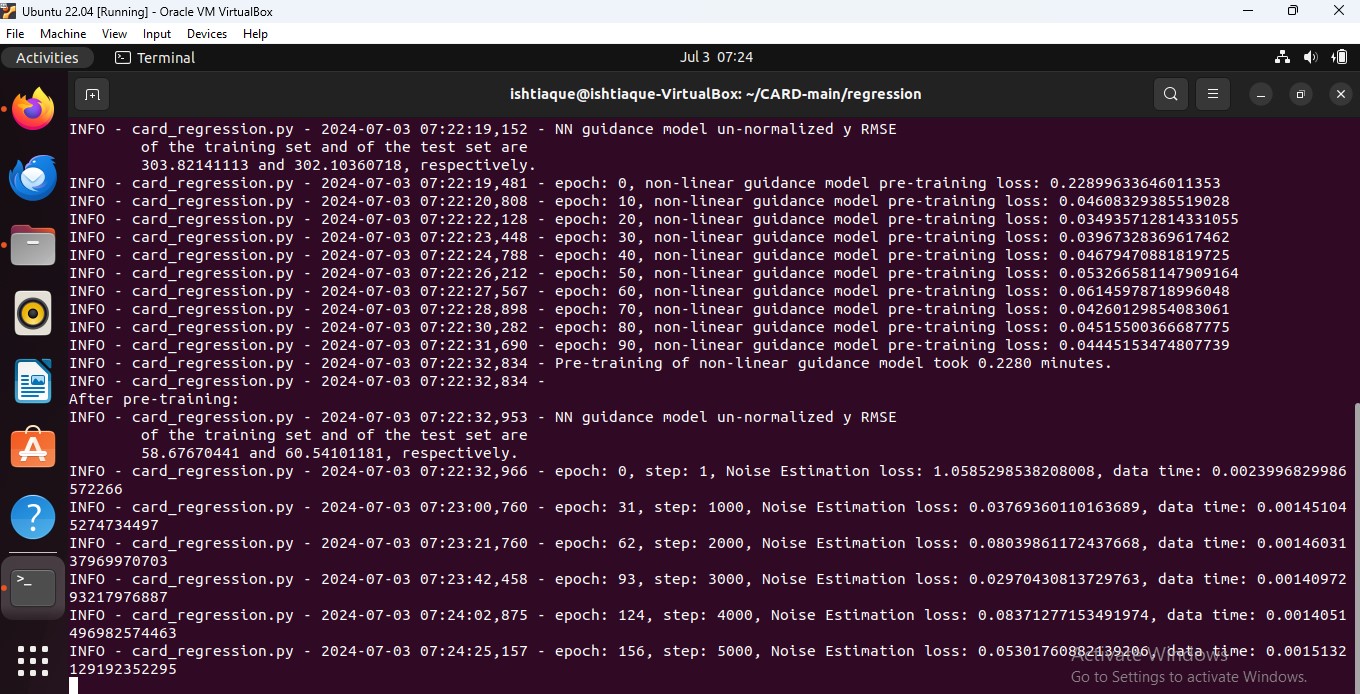 Ubuntu 22.04 [Running] - Oracle VM VirtualBox
File Machine View Input Devices Help
Activities Terminal Jul 3 07:24
ishtiaque@ishtiaque-VirtualBox: ~/CARD-main/regression
INFO - card_regression.py - 2024-07-03 07:22:19,152 - NN guidance model un-normalized y RMSE
of the training set and of the test set are
303.82141113 and 302.10360718, respectively.
INFO - card_regression.py - 2024-07-03 07:22:19,481 - epoch: 0, non-linear guidance model pre-training loss: 0.22899633646011353
INFO - card_regression.py - 2024-07-03 07:22:20,808 - epoch: 10, non-linear guidance model pre-training loss: 0.04608329385519028
INFO - card_regression.py - 2024-07-03 07:22:22,128 - epoch: 20, non-linear guidance model pre-training loss: 0.034935712814331055
INFO - card_regression.py - 2024-07-03 07:22:23,448 - epoch: 30, non-linear guidance model pre-training loss: 0.03967328369617462
INFO - card_regression.py - 2024-07-03 07:22:24,788 - epoch: 40, non-linear guidance model pre-training loss: 0.04679470881819725
INFO - card_regression.py - 2024-07-03 07:22:26,212 - epoch: 50, non-linear guidance model pre-training loss: 0.053266581147909164
INFO - card_regression.py - 2024-07-03 07:22:27,567 - epoch: 60, non-linear guidance model pre-training loss: 0.06145978718996048
INFO - card_regression.py - 2024-07-03 07:22:28,898 - epoch: 70, non-linear guidance model pre-training loss: 0.04260129854083061
INFO - card_regression.py - 2024-07-03 07:22:30,282 - epoch: 80, non-linear guidance model pre-training loss: 0.04515500366687775
INFO - card_regression.py - 2024-07-03 07:22:31,690 - epoch: 90, non-linear guidance model pre-training loss: 0.04445153474807739
INFO - card_regression.py - 2024-07-03 07:22:32,834 - Pre-training of non-linear guidance model took 0.2280 minutes.
INFO - card_regression.py - 2024-07-03 07:22:32,834 -
After pre-training:
INFO - card_regression.py - 2024-07-03 07:22:32,953 - NN guidance model un-normalized y RMSE
of the training set and of the test set are
58.67670441 and 60.54101181, respectively.
INFO - card_regression.py - 2024-07-03 07:22:32,966 - epoch: 0, step: 1, Noise Estimation loss: 1.0585298538208008, data time: 0.0023996829986
572266
INFO - card_regression.py - 2024-07-03 07:23:00,760 - epoch: 31, step: 1000, Noise Estimation loss: 0.03769360110163689, data time: 0.00145104
5274734497
INFO - card_regression.py - 2024-07-03 07:23:21,760 - epoch: 62, step: 2000, Noise Estimation loss: 0.08039861172437668, data time: 0.00146031
37969970703
INFO - card_regression.py - 2024-07-03 07:23:42,458 - epoch: 93, step: 3000, Noise Estimation loss: 0.02970430813729763, data time: 0.00140972
93217976887
INFO - card_regression.py - 2024-07-03 07:24:02,875 - epoch: 124, step: 4000, Noise Estimation loss: 0.08371277153491974, data time: 0.0014051
496982574463
INFO - card_regression.py - 2024-07-03 07:24:25,157 - epoch: 156, step: 5000, Noise Estimation loss: 0.05301760882139206, data time: 0.0015132
129192352295
Activate Windows
Go to Settings to activate Windows.